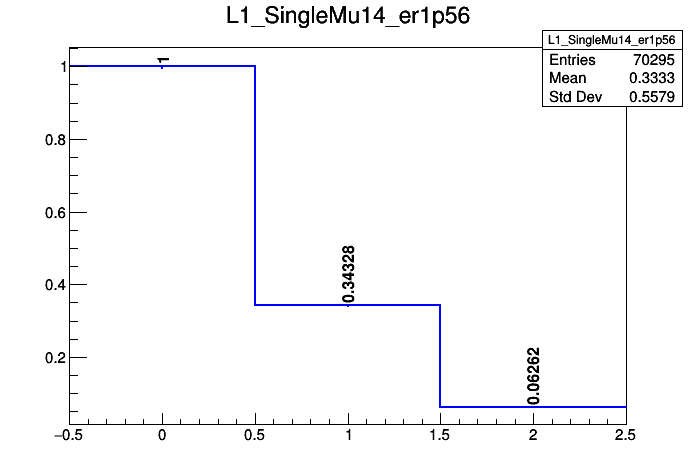 L1_SingleMu14_er1p56
L1_SingleMu14_er1p56
Entries 70295
Mean 0.3333
Std Dev 0.5579
1
0.8
0.6
0.4
0.2
1
0.34328
0.06262
−0.5 0 0.5 1 1.5 2 2.5